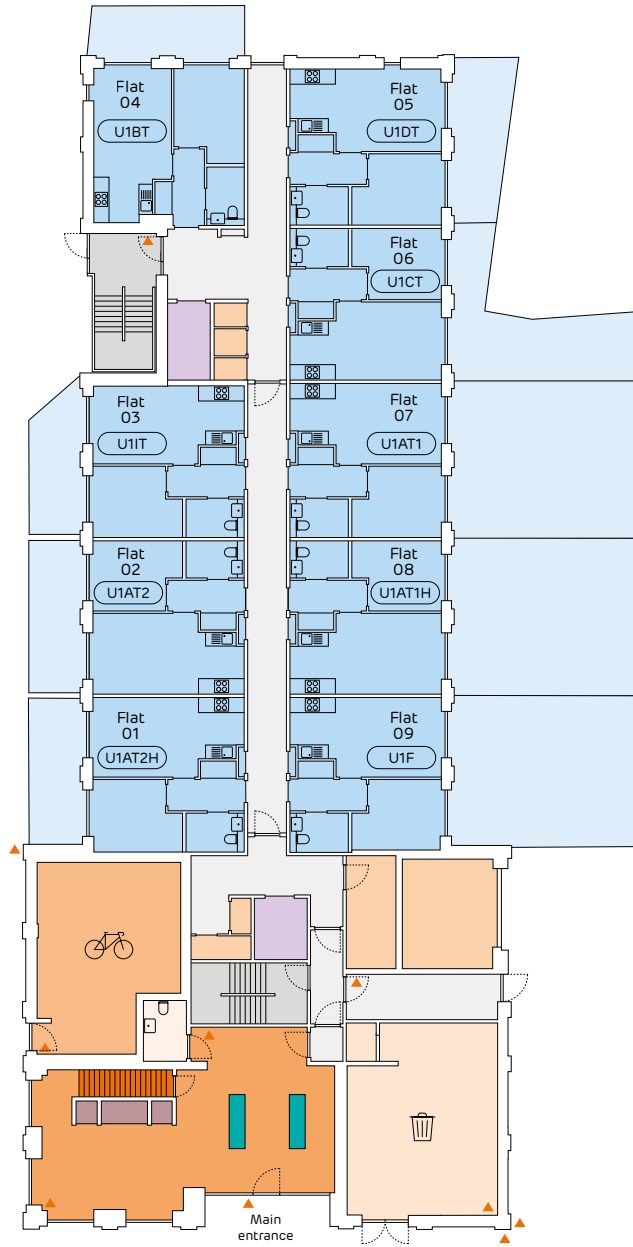 Flat
04
U1BT
Flat
05
U1DT
Flat
06
U1CT
Flat
03
U1IT
Flat
07
U1AT1
Flat
02
U1AT2
Flat
08
U1AT1H
Flat
01
U1AT2H
Flat
09
U1F
Main
entrance